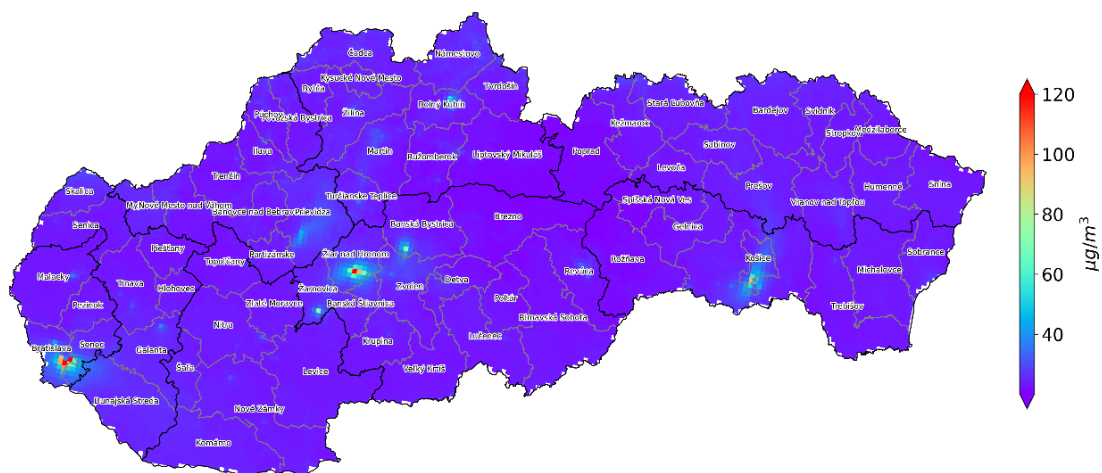 Čadca
Námestovo
Kysucké Nové Mesto
Bytča
Tvrdošín
Dolný Kubín
Žilina
Považská Bystrica
Martin
Ružomberok
Liptovský Mikuláš
Ilava
Trenčín
Turčianske Teplice
Prievidza
Nové Mesto nad Váhom
Skalica
Senica
Piešťany
Partizánske
Topoľčany
Malacky
Trnava
Hlohovec
Pezinok
Zlaté Moravce
Nitra
Bratislava
Senec
Galanta
Šaľa
Levice
Dunajská Streda
Nové Zámky
Komárno
Banská Bystrica
Brezno
Žiar nad Hronom
Žarnovica
Banská Štiavnica
Zvolen
Detva
Revúca
Poltár
Rimavská Sobota
Krupina
Lučenec
Veľký Krtíš
Stará Ľubovňa
Bardejov
Svidník
Kežmarok
Stropkov
Medzilaborce
Poprad
Sabinov
Levoča
Prešov
Humenné
Snina
Vranov nad Topľou
Spišská Nová Ves
Gelnica
Rožňava
Košice
Sobrance
Michalovce
Trebišov
120
100
80
60
40
µg/m³